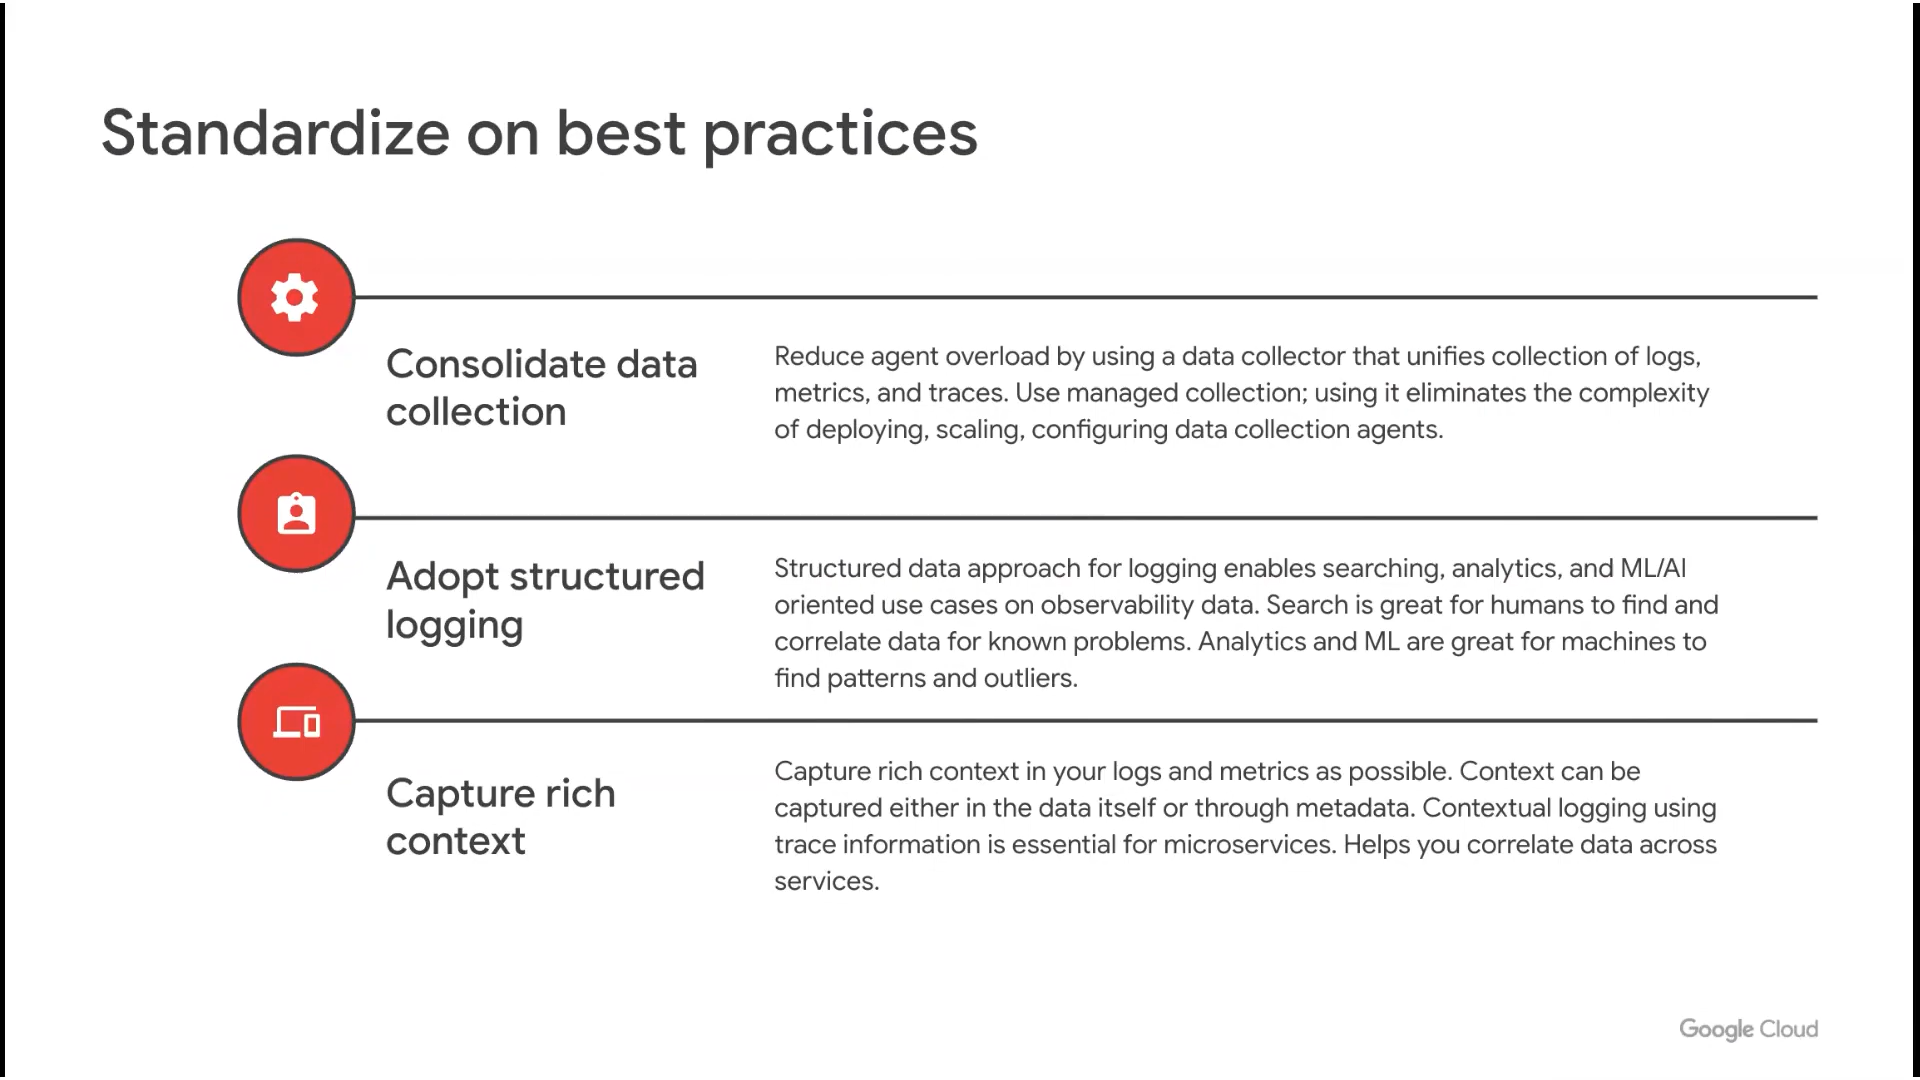 Standardize on best practices
Consolidate data
collection
Reduce agent overload by using a data collector that unifies collection of logs,
metrics, and traces. Use managed collection; using it eliminates the complexity
of deploying, scaling, configuring data collection agents.
Adopt structured
logging
Structured data approach for logging enables searching, analytics, and ML/AI
oriented use cases on observability data. Search is great for humans to find and
correlate data for known problems. Analytics and ML are great for machines to
find patterns and outliers.
Capture rich
context
Capture rich context in your logs and metrics as possible. Context can be
captured either in the data itself or through metadata. Contextual logging using
trace information is essential for microservices. Helps you correlate data across
services.
Google Cloud